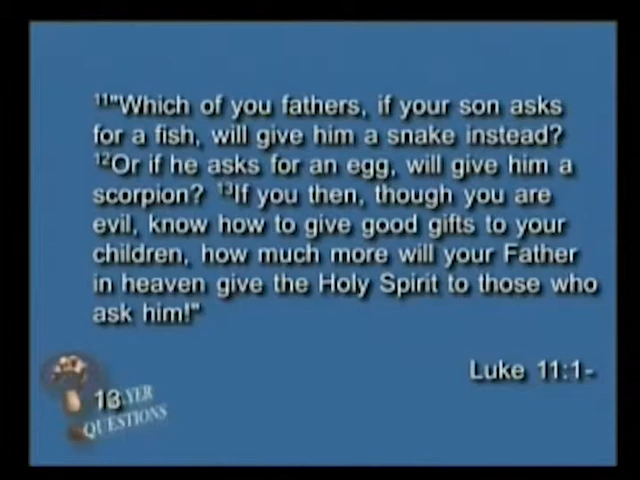 11"Which of you fathers, if your son asks
for a fish, will give him a snake instead?
12Or if he asks for an egg, will give him a
scorpion? 13If you then, though you are
evil, know how to give good gifts to your
children, how much more will your Father
in heaven give the Holy Spirit to those who
ask him!"
Luke 11:1-
13
QUESTIONS